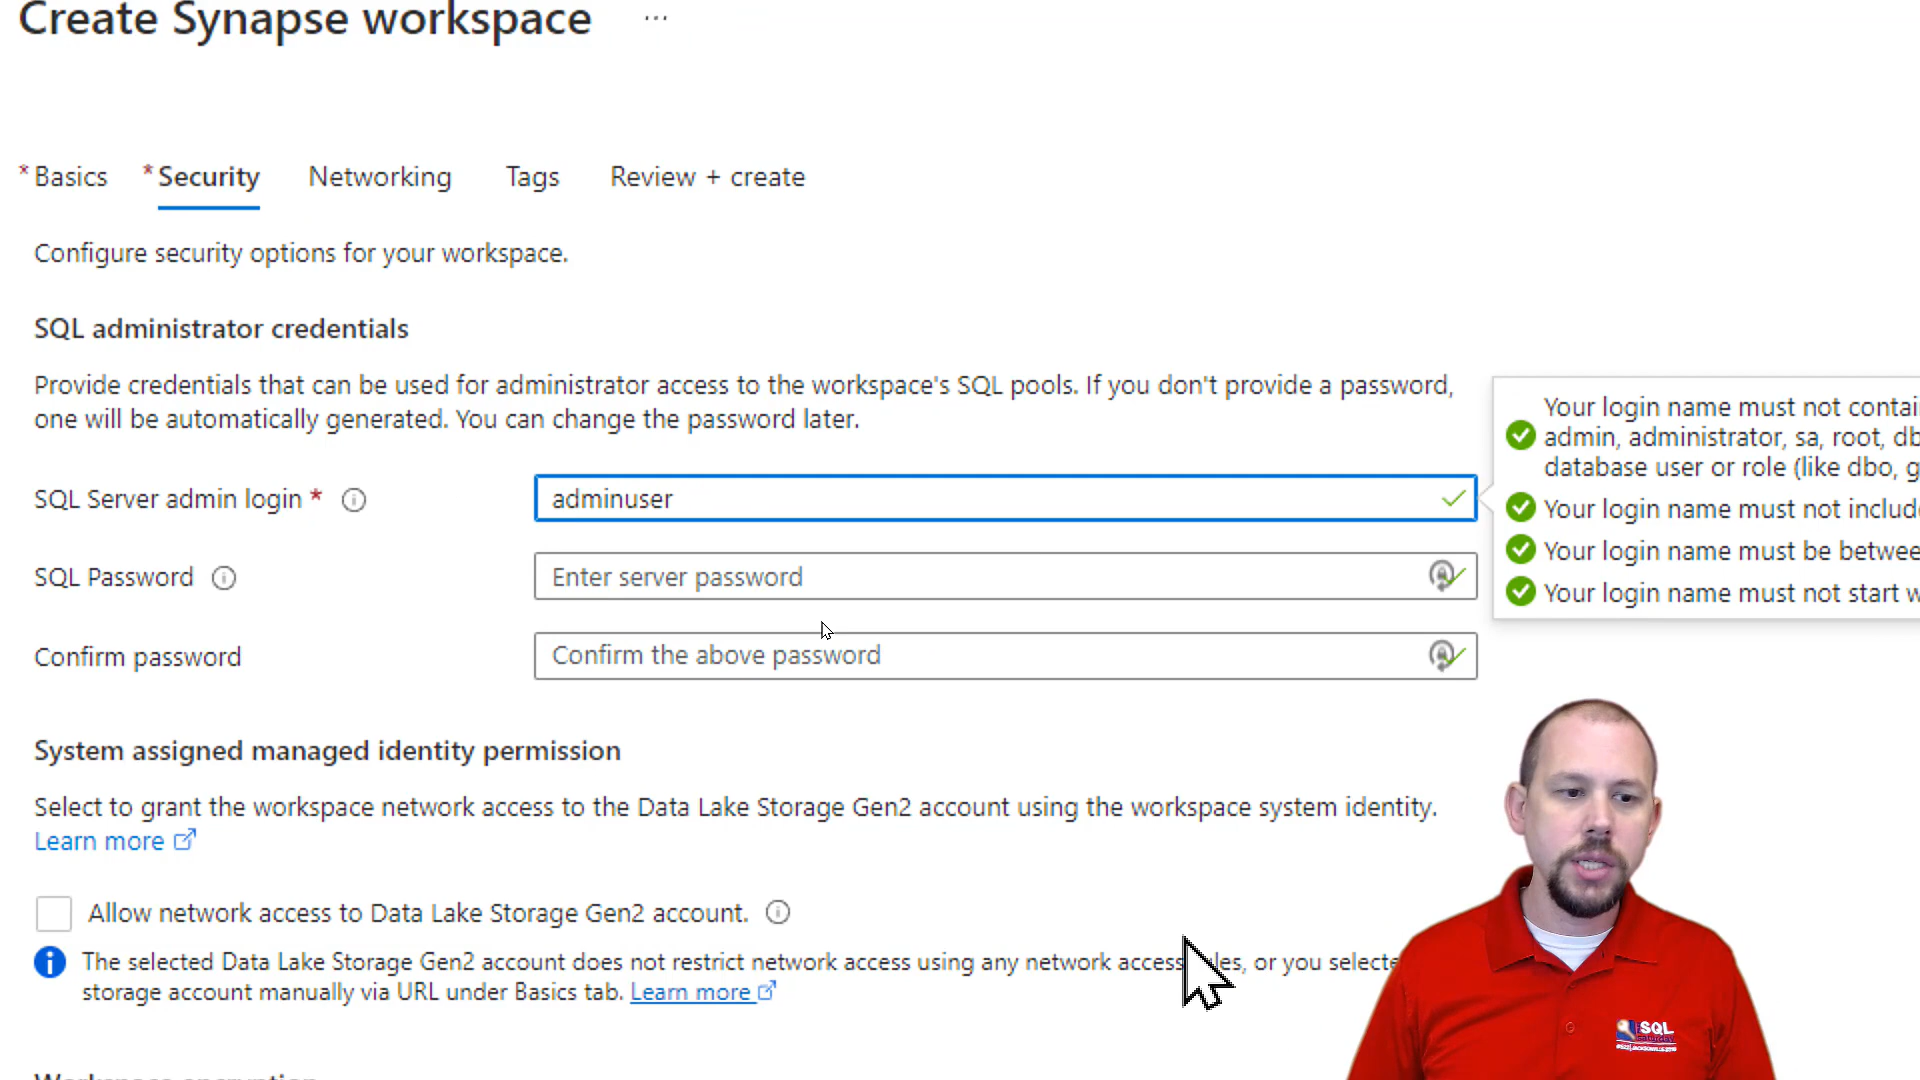 Create Synapse workspace ...
* Basics * Security Networking Tags Review + create
Configure security options for your workspace.
SQL administrator credentials
Provide credentials that can be used for administrator access to the workspace's SQL pools. If you don't provide a password,
one will be automatically generated. You can change the password later.
SQL Server admin login *
adminuser
SQL Password
Enter server password
Confirm password
Confirm the above password
Your login name must not contai
admin, administrator, sa, root, db
database user or role (like dbo, g
Your login name must not includ
Your login name must be betwee
Your login name must not start w
System assigned managed identity permission
Select to grant the workspace network access to the Data Lake Storage Gen2 account using the workspace system identity.
Learn more
Allow network access to Data Lake Storage Gen2 account.
The selected Data Lake Storage Gen2 account does not restrict network access using any network access les, or you selecte
storage account manually via URL under Basics tab. Learn more
Workspace encryption
SQL
Saturday